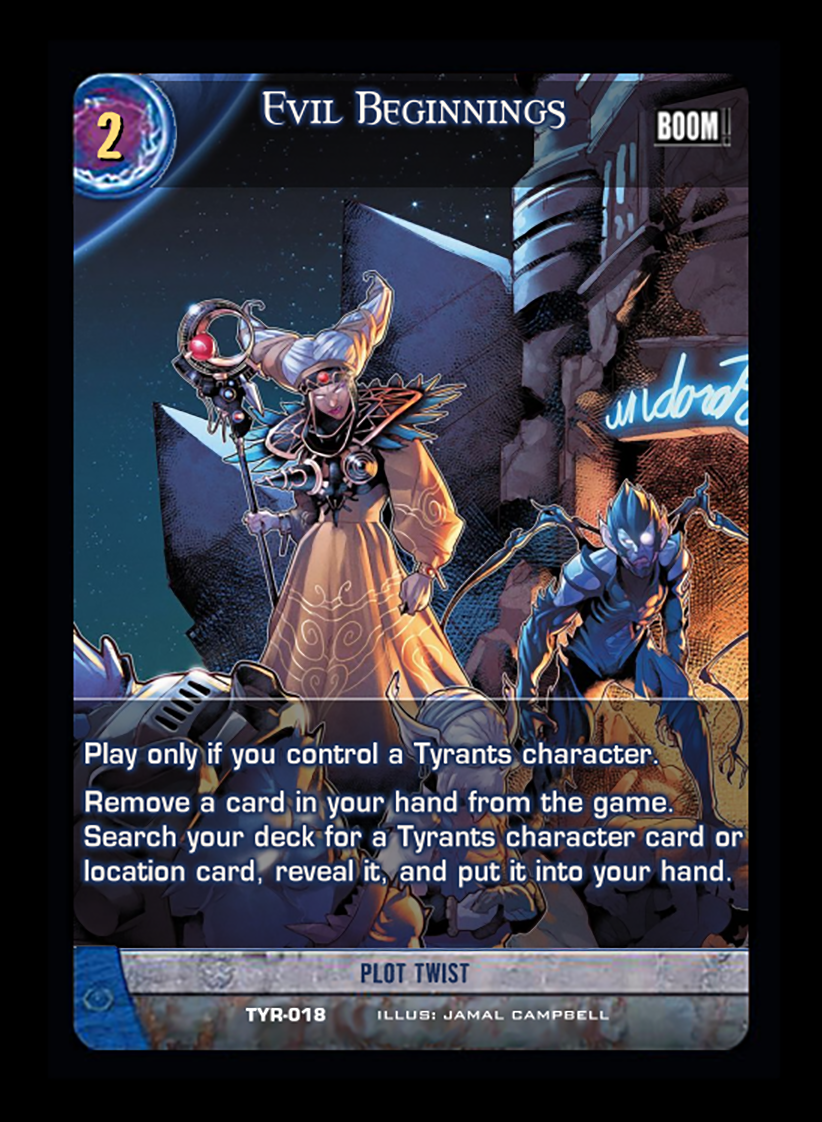 2
Evil Beginnings
BOOM!
Play only if you control a Tyrants character.
Remove a card in your hand from the game.
Search your deck for a Tyrants character card or
location card, reveal it, and put it into your hand.
PLOT TWIST
TYR-018 ILLUS: JAMAL CAMPBELL